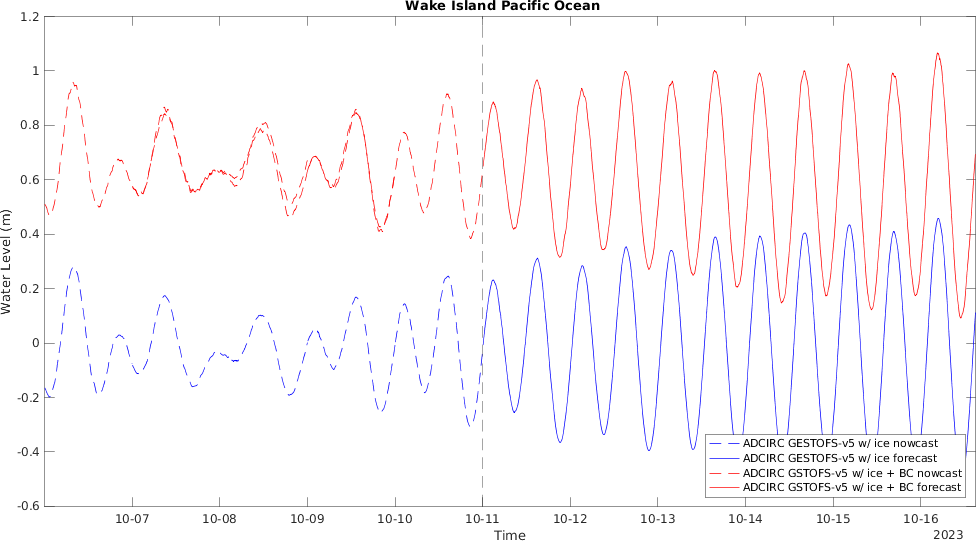 Wake Island Pacific Ocean
1.2
1
0.8
0.6
0.4
0.2
0
-0.2
-0.4
-0.6
Water Level (m)
ADCIRC GESTOFS-v5 w/ ice nowcast
ADCIRC GESTOFS-v5 w/ ice forecast
ADCIRC GSTOFS-v5 w/ ice + BC nowcast
ADCIRC GSTOFS-v5 w/ ice + BC forecast
10-07 10-08 10-09 10-10 10-11 10-12 10-13 10-14 10-15 10-16
Time
2023